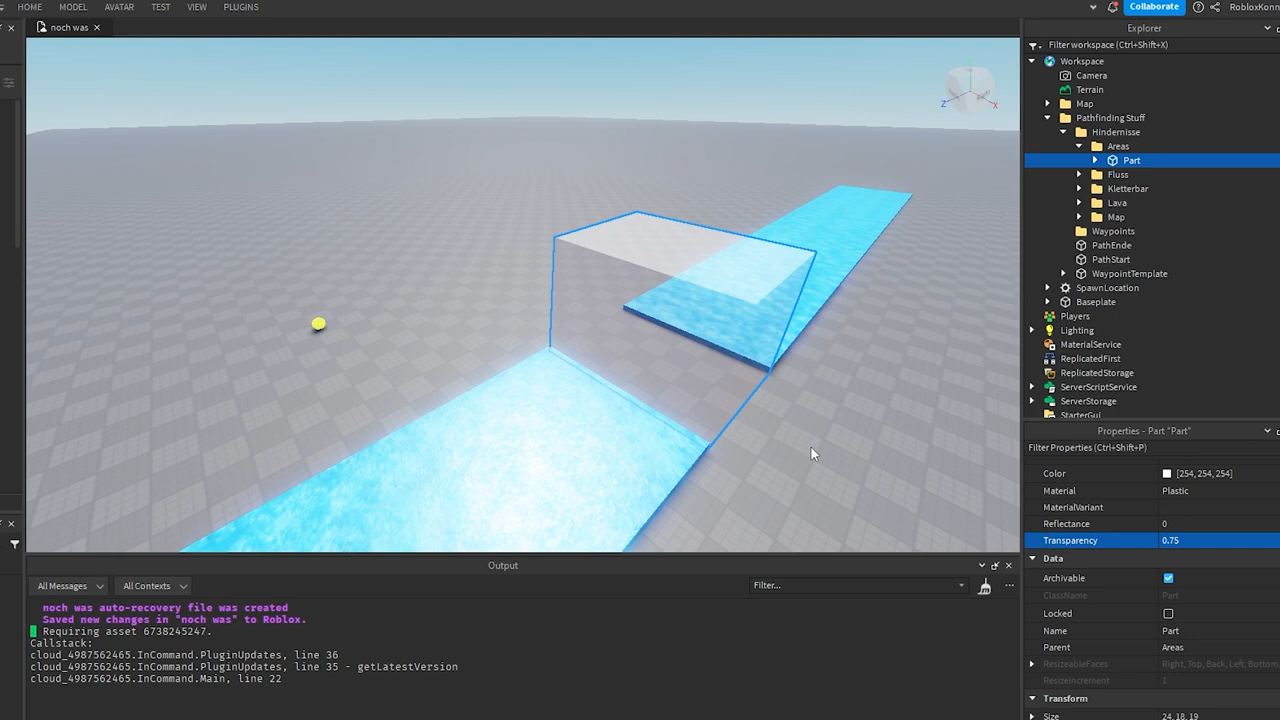 HOME MODEL AVATAR TEST VIEW PLUGINS Collaborate RobloxKonn
noch was
Explorer
Filter workspace (Ctrl+Shift+X)
Workspace
Camera
Terrain
Map
Pathfinding Stuff
Hindernisse
Areas
Part
Fluss
Kletterbar
Lava
Map
Waypoints
PathEnde
PathStart
WaypointTemplate
SpawnLocation
Baseplate
Players
Lighting
MaterialService
ReplicatedFirst
ReplicatedStorage
ServerScriptService
ServerStorage
StarterGui
Z X
Properties - Part "Part"
Filter Properties (Ctrl+Shift+P)
Color [254, 254, 254]
Material Plastic
MaterialVariant
Reflectance 0
Transparency 0.75
Data
Archivable
ClassName Part
Locked
Name Part
Parent Areas
ResizeableFaces Right, Top, Back, Left, Bottom,
ResizeIncrement 1
Transform
Size 24,18,19
Output
All Messages All Contexts Filter...
noch was auto-recovery file was created
Saved new changes in "noch was" to Roblox.
Requiring asset 6738245247.
Callstack:
cloud_4987562465.InCommand.PluginUpdates, line 36
cloud_4987562465.InCommand.PluginUpdates, line 35 - getLatestVersion
cloud_4987562465.InCommand.Main, line 22